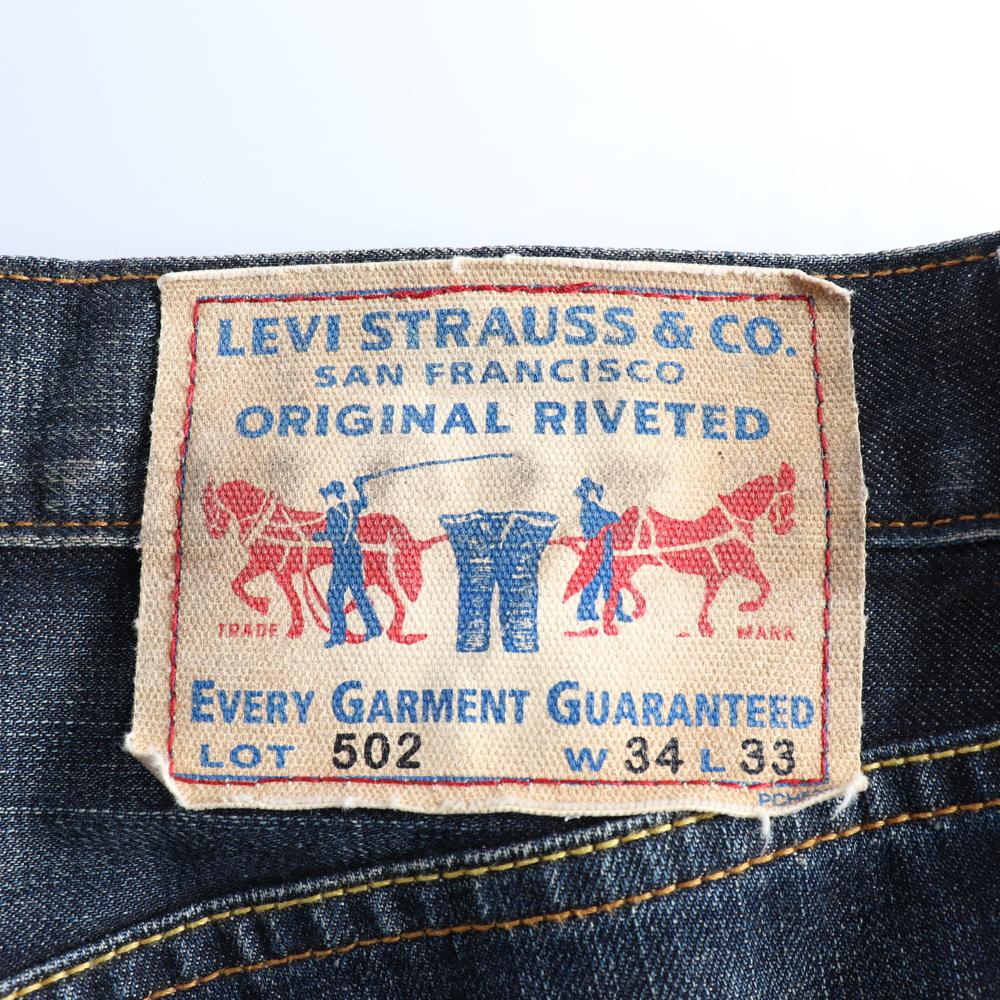 LEVI STRAUSS & CO.
SAN FRANCISCO
ORIGINAL RIVETED
TRADE MARK
EVERY GARMENT GUARANTEED
LOT 502 W 34 L 33